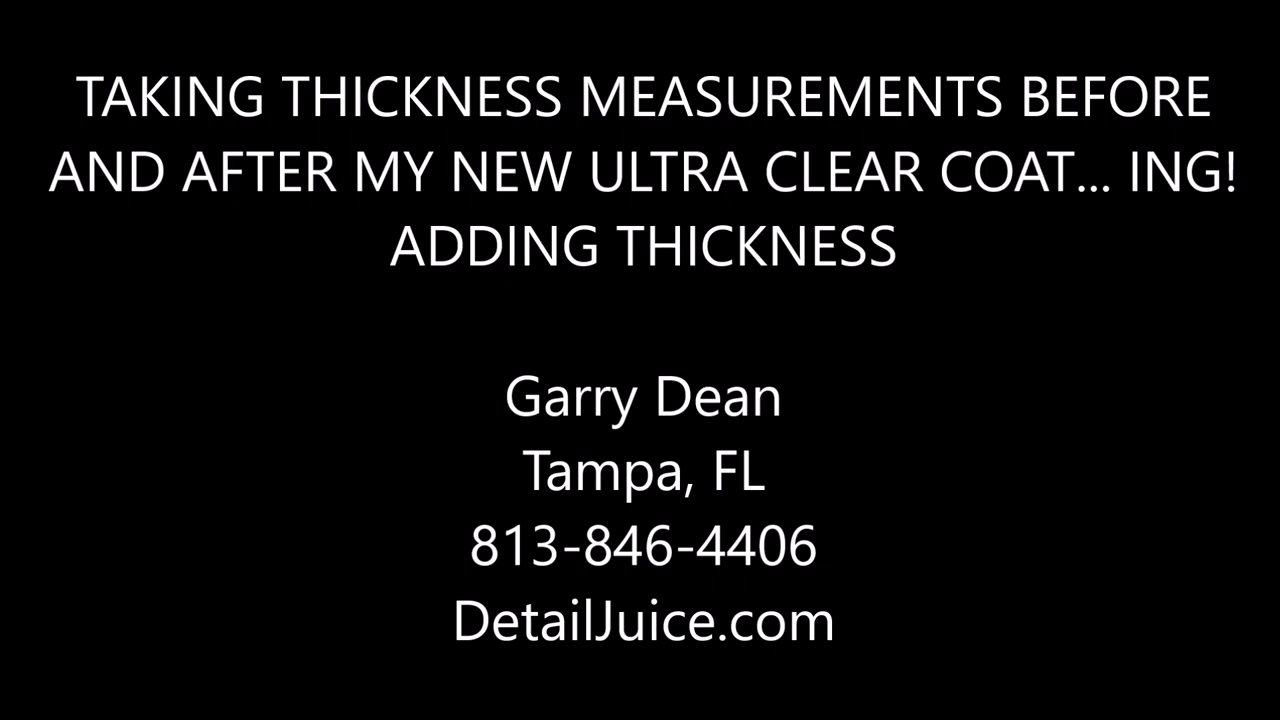 TAKING THICKNESS MEASUREMENTS BEFORE
AND AFTER MY NEW ULTRA CLEAR COAT... ING!
ADDING THICKNESS
Garry Dean
Tampa, FL
813-846-4406
DetailJuice.com